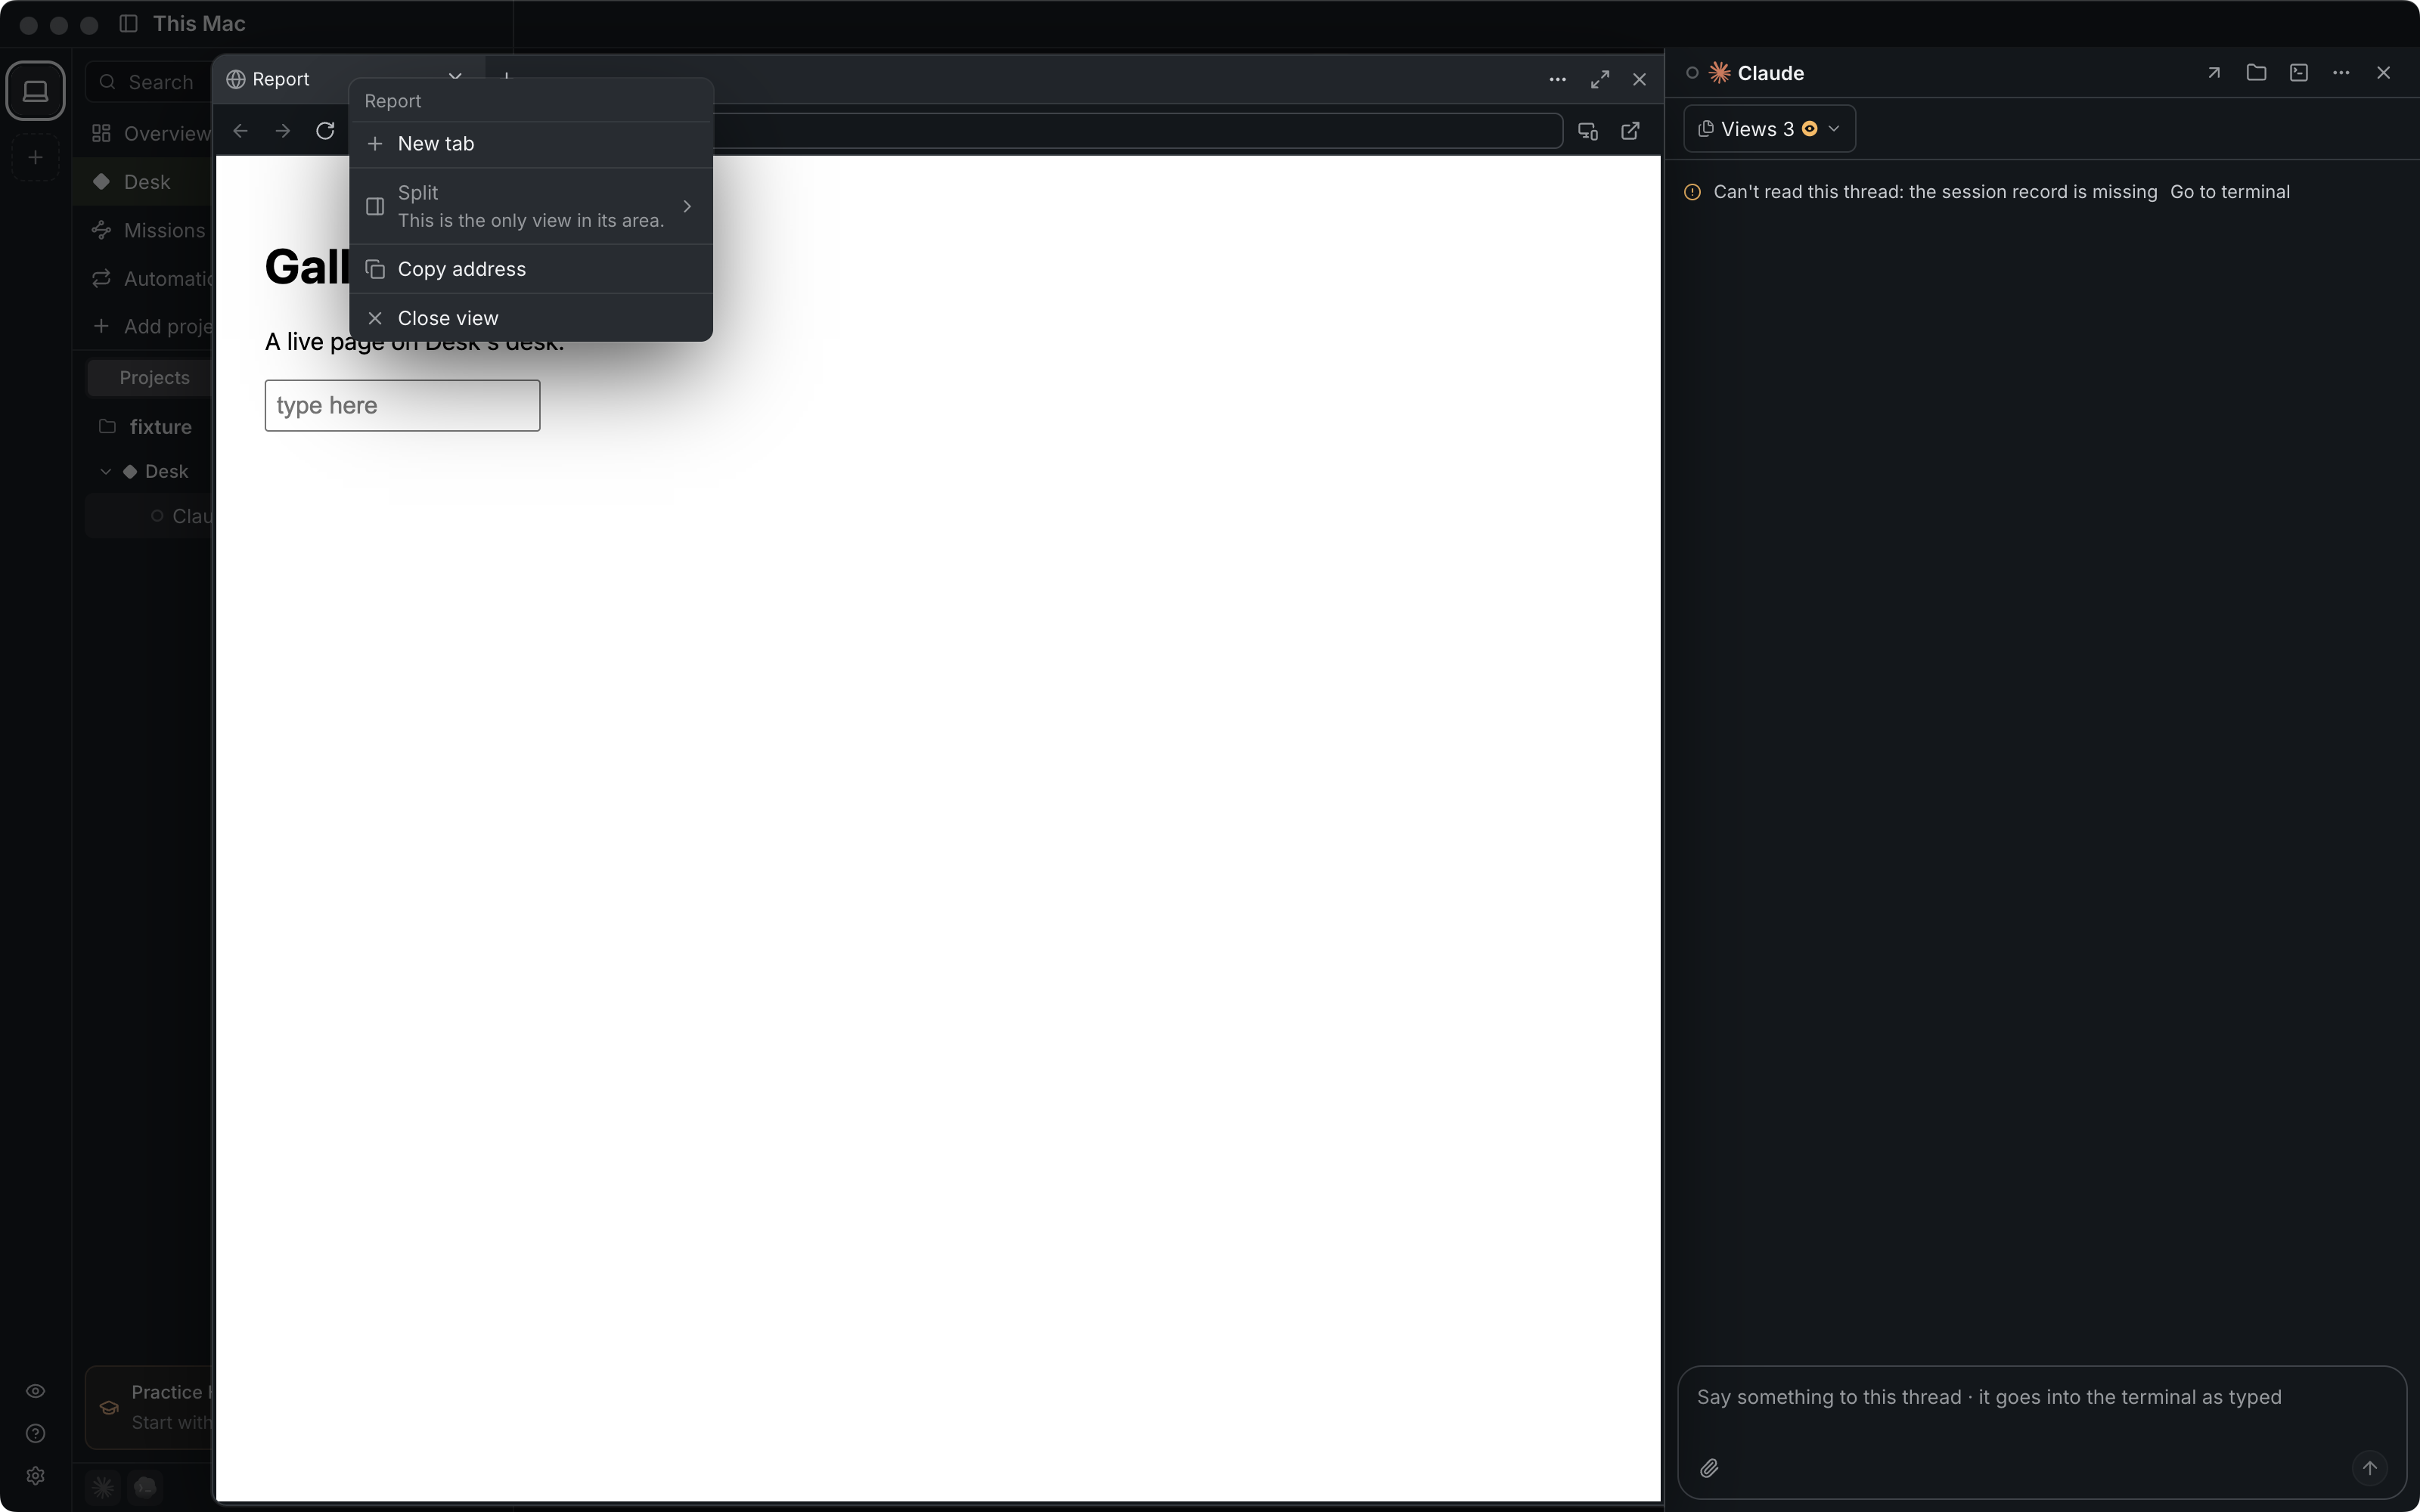 This Mac
Search
Overview
Desk
Missions
Add proje
Projects
fixture
Desk
Practice
Start with
Report
Report
New tab
Split
This is the only view in its area.
Copy address
Close view
A live page on Desk's desk.
type here
Claude
Views 3
Can't read this thread: the session record is missing Go to terminal
Say something to this thread · it goes into the terminal as typed